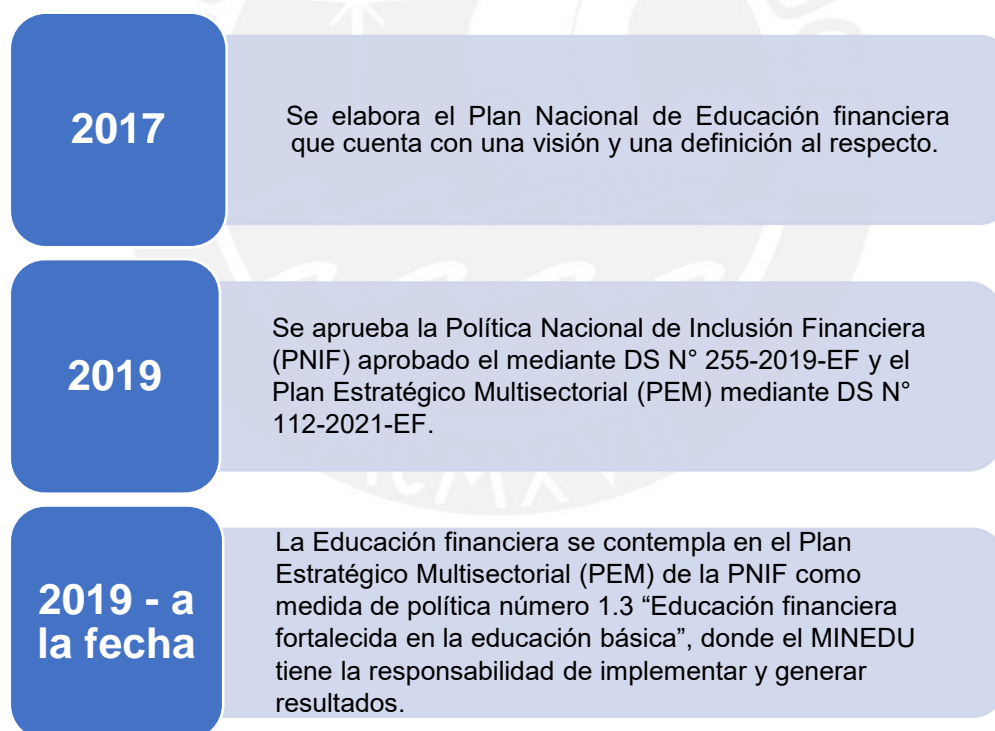 2017
Se elabora el Plan Nacional de Educación financiera
que cuenta con una visión y una definición al respecto.
2019
Se aprueba la Política Nacional de Inclusión Financiera
(PNIF) aprobado el mediante DS N° 255-2019-EF y el
Plan Estratégico Multisectorial (PEM) mediante DS N°
112-2021-EF.
2019 - a
la fecha
La Educación financiera se contempla en el Plan
Estratégico Multisectorial (PEM) de la PNIF como
medida de política número 1.3 “Educación financiera
fortalecida en la educación básica”, donde el MINEDU
tiene la responsabilidad de implementar y generar
resultados.